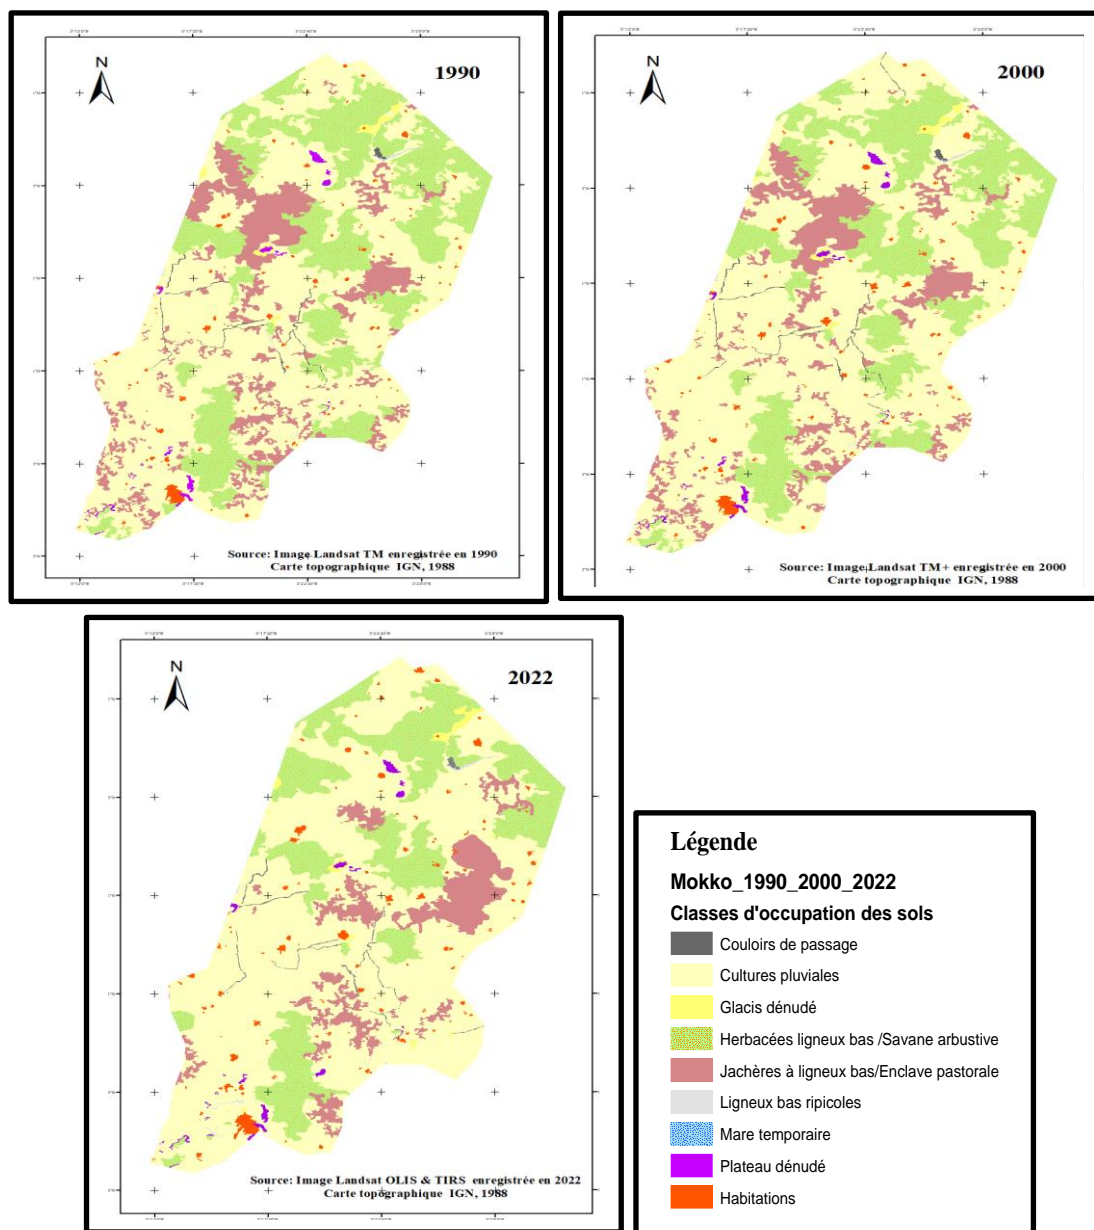 N
1990
Source: Image Landsat TM enregistrée en 1990
Carte topographique IGN, 1988
N
2000
Source: Image Landsat TM+ enregistrée en 2000
Carte topographique IGN, 1988
N
2022
Source: Image Landsat OLIS & TIRS enregistrée en 2022
Carte topographique IGN, 1988
Légende
Mokko_1990_2000_2022
Classes d'occupation des sols
Couloirs de passage
Cultures pluviales
Glacis dénudé
Herbacées ligneux bas /Savane arbustive
Jachères à ligneux bas/Enclave pastorale
Ligneux bas ripicoles
Mare temporaire
Plateau dénudé
Habitations